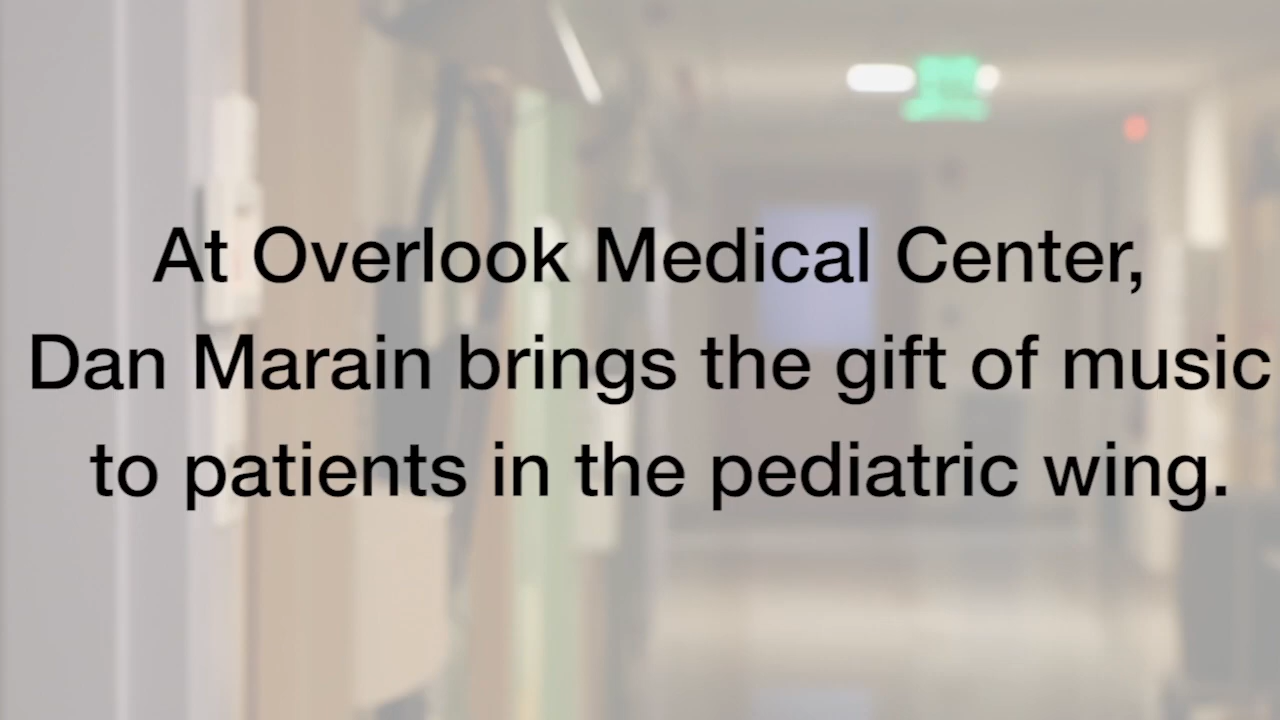 At Overlook Medical Center,
Dan Marain brings the gift of music
to patients in the pediatric wing.